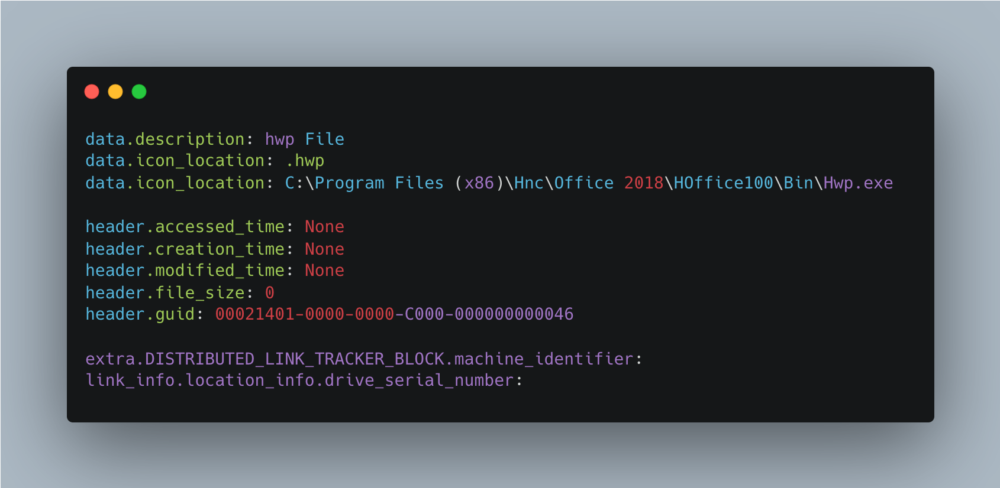 data.description: hwp File
data.icon_location: .hwp
data.icon_location: C:\Program Files (x86)\Hnc\Office 2018\HOffice100\Bin\Hwp.exe
header.accessed_time: None
header.creation_time: None
header.modified_time: None
header.file_size: 0
header.guid: 00021401-0000-0000-C000-000000000046
extra.DISTRIBUTED_LINK_TRACKER_BLOCK.machine_identifier:
link_info.location_info.drive_serial_number: